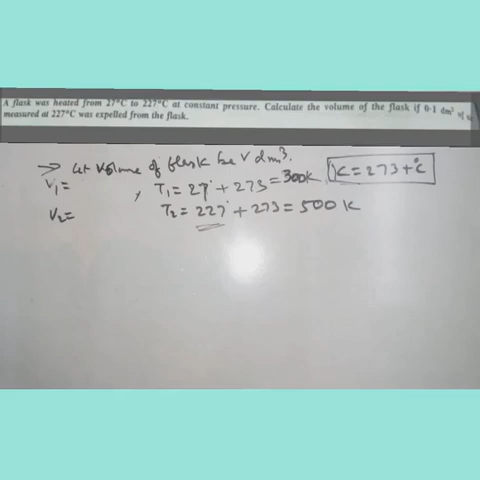 A flask was heated from 27°C to 227°C at constant pressure. Calculate the volume of the flask if 0·1 dm³ of
measured at 227°C was expelled from the flask.
→ Let volume of flask be V dm³.
V₁= , T₁ = 27° + 273 = 300K K = 273 + °C
V₂= T₂ = 227° + 273 = 500 K